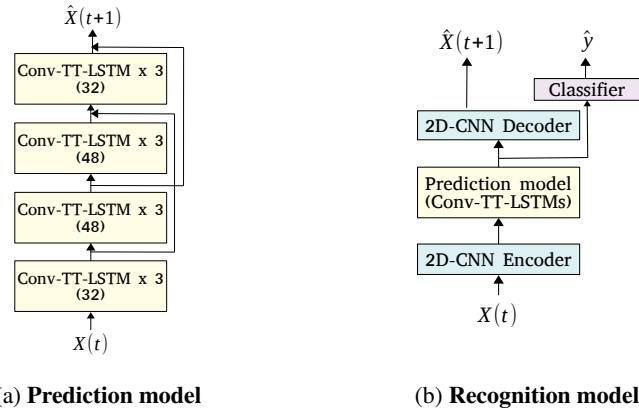 X̂(t+1)
Conv-TT-LSTM x 3
(32)
Conv-TT-LSTM x 3
(48)
Conv-TT-LSTM x 3
(48)
Conv-TT-LSTM x 3
(32)
X(t)
(a) Prediction model
X̂(t+1)
ŷ
Classifier
2D-CNN Decoder
Prediction model
(Conv-TT-LSTMs)
2D-CNN Encoder
X(t)
(b) Recognition model